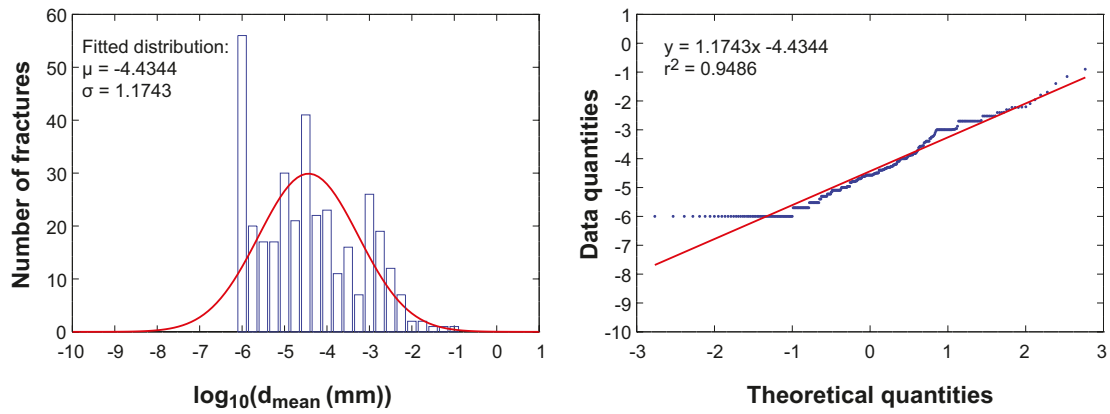 Number of fractures
60
50
40
30
20
10
0
Fitted distribution:
μ = -4.4344
σ = 1.1743
-10 -9 -8 -7 -6 -5 -4 -3 -2 -1 0 1
log10(dmean (mm))
Data quantities
1
0
-1
-2
-3
-4
-5
-6
-7
-8
-9
-10
y = 1.1743x -4.4344
r2 = 0.9486
-3 -2 -1 0 1 2 3
Theoretical quantities